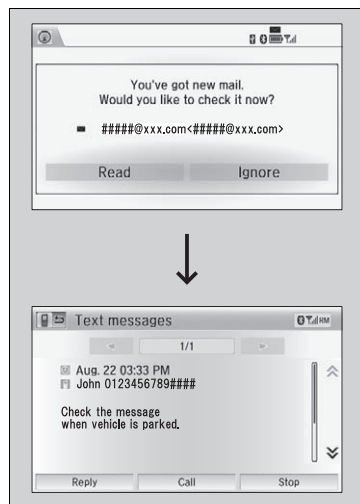 You've got new mail.
Would you like to check it now?
#####@xxx.com<#####@xxx.com>
Read Ignore
Text messages RM
1/1
Aug. 22 03:33 PM
John 0123456789####
Check the message
when vehicle is parked.
Reply Call Stop